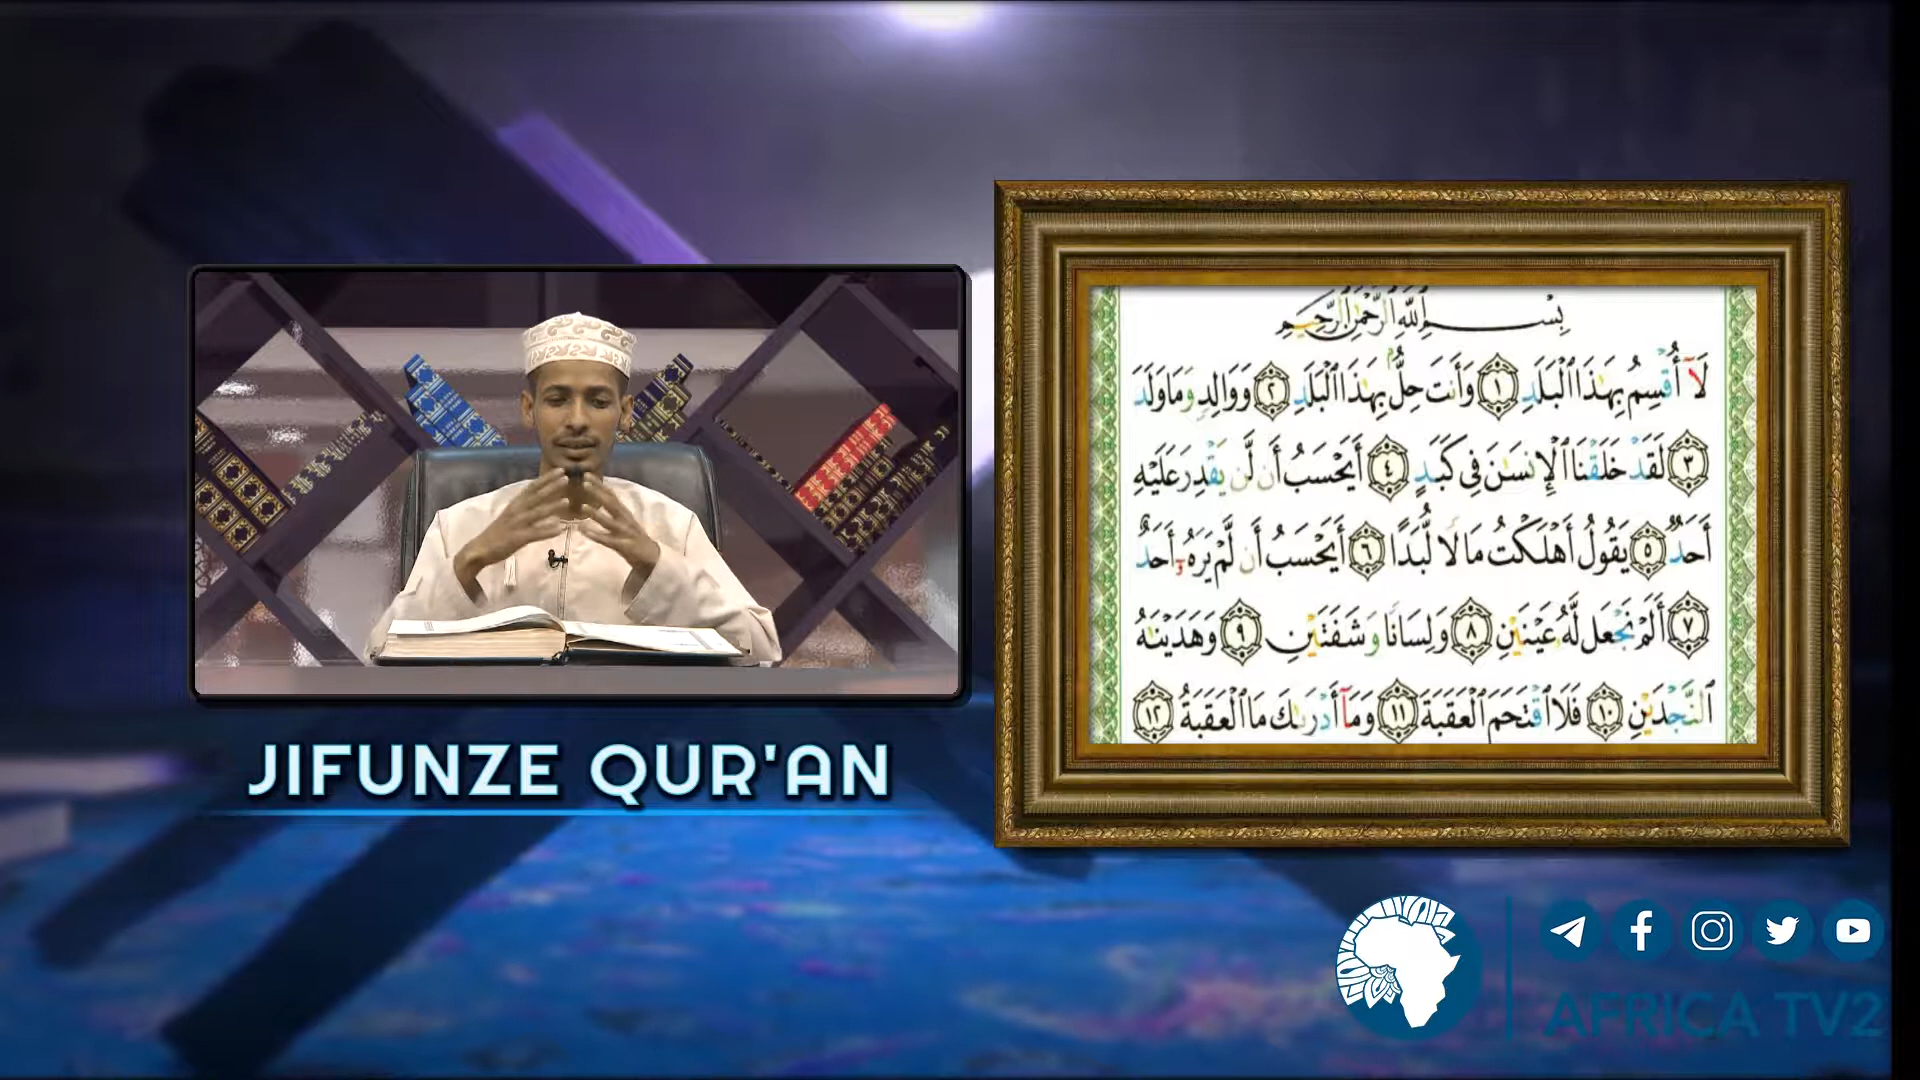 بِسْمِ ٱللَّهِ ٱلرَّحْمَٰنِ ٱلرَّحِيمِ
لَآ أُقْسِمُ بِهَٰذَا ٱلْبَلَدِ ١ وَأَنتَ حِلٌّۢ بِهَٰذَا ٱلْبَلَدِ ٢ وَوَالِدٍ وَمَا وَلَدَ
٣ لَقَدْ خَلَقْنَا ٱلْإِنسَٰنَ فِى كَبَدٍ ٤ أَيَحْسَبُ أَن لَّن يَقْدِرَ عَلَيْهِ
أَحَدٌ ٥ يَقُولُ أَهْلَكْتُ مَالًا لُّبَدًا ٦ أَيَحْسَبُ أَن لَّمْ يَرَهُۥٓ أَحَدٌ
٧ أَلَمْ نَجْعَل لَّهُۥ عَيْنَيْنِ ٨ وَلِسَانًا وَشَفَتَيْنِ ٩ وَهَدَيْنَٰهُ
ٱلنَّجْدَيْنِ ١٠ فَلَا ٱقْتَحَمَ ٱلْعَقَبَةَ ١١ وَمَآ أَدْرَىٰكَ مَا ٱلْعَقَبَةُ ١٢
JIFUNZE QUR'AN
AFRICA TV2